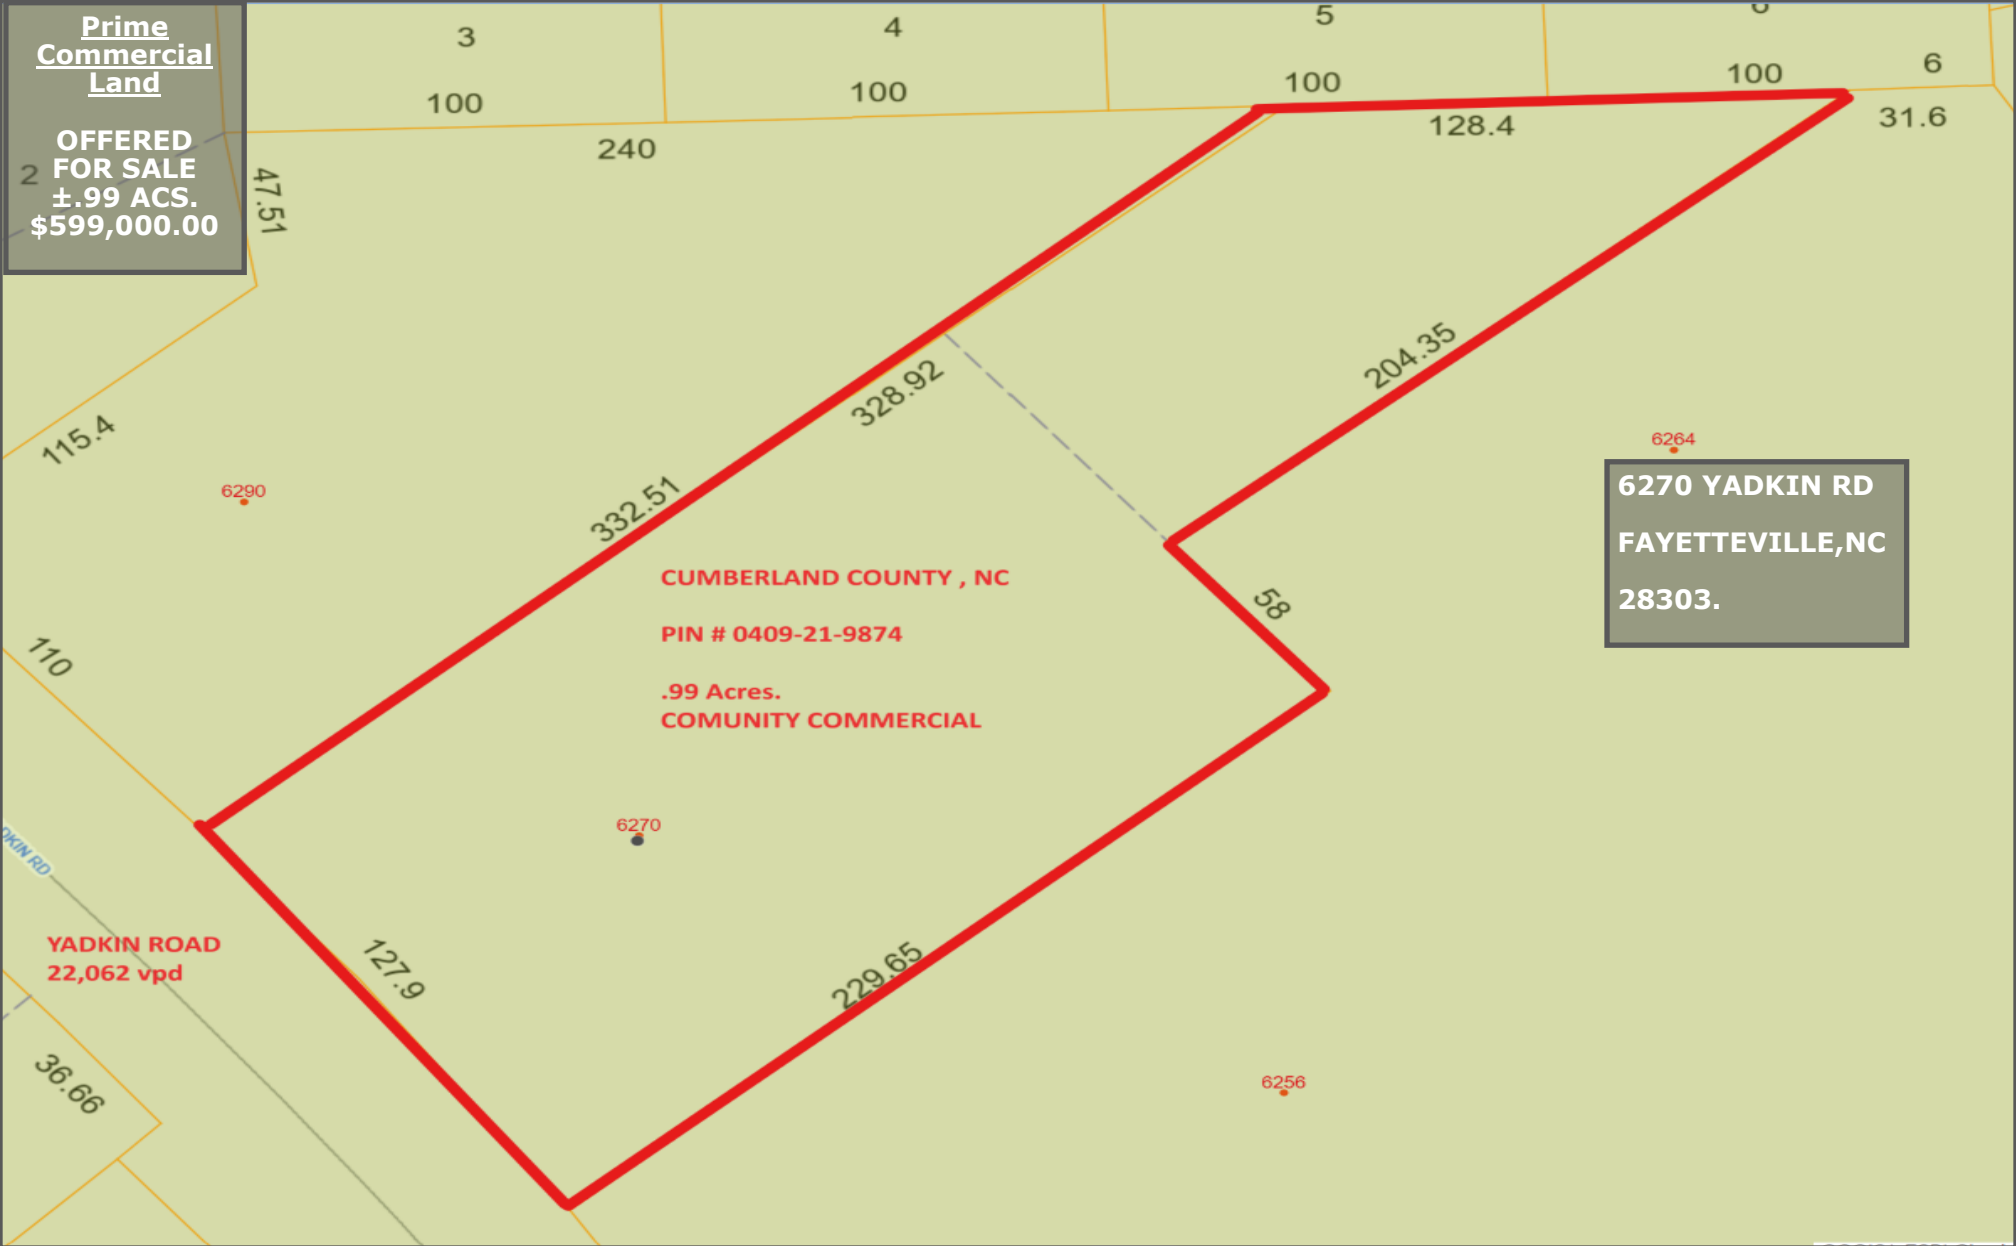 Prime
Commercial
Land
OFFERED
FOR SALE
±.99 ACS.
$599,000.00
2
3
4
5
6
100
100
100
100
240
128.4
31.6
47.51
115.4
328.92
204.35
332.51
6290
6264
6270 YADKIN RD
FAYETTEVILLE,NC
28303.
CUMBERLAND COUNTY , NC
PIN # 0409-21-9874
.99 Acres.
COMUNITY COMMERCIAL
58
110
6270
DKIN RD
YADKIN ROAD
22,062 vpd
127.9
229.65
36.66
6256